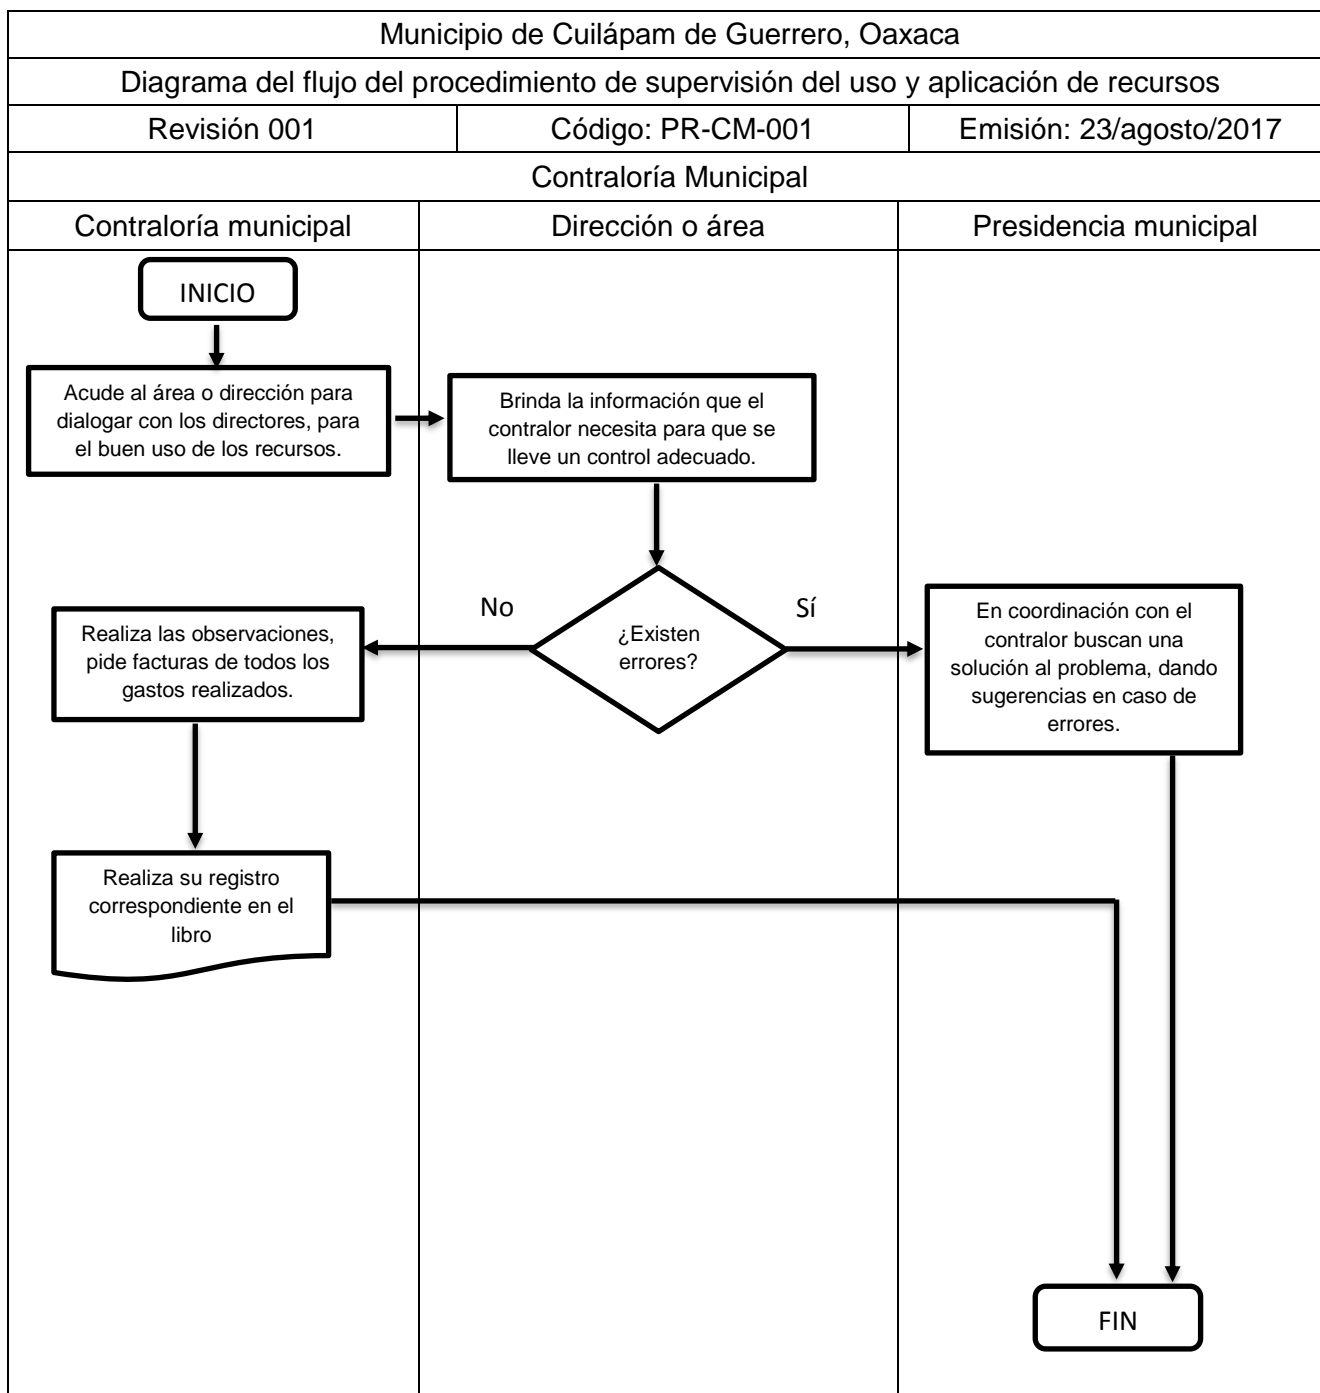 Municipio de Cuilápam de Guerrero, Oaxaca
Diagrama del flujo del procedimiento de supervisión del uso y aplicación de recursos
Revisión 001
Código: PR-CM-001
Emisión: 23/agosto/2017
Contraloría Municipal
Contraloría municipal
Dirección o área
Presidencia municipal
INICIO
Acude al área o dirección para
dialogar con los directores, para
el buen uso de los recursos.
Brinda la información que el
contralor necesita para que se
lleve un control adecuado.
¿Existen
errores?
No
Sí
Realiza las observaciones,
pide facturas de todos los
gastos realizados.
En coordinación con el
contralor buscan una
solución al problema, dando
sugerencias en caso de
errores.
Realiza su registro
correspondiente en el
libro
FIN